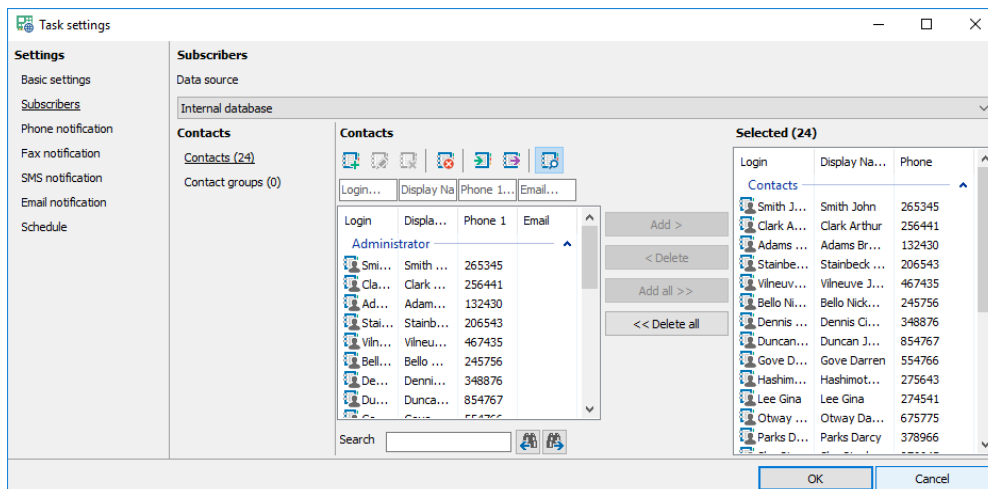 Task settings
Settings
Basic settings
Subscribers
Phone notification
Fax notification
SMS notification
Email notification
Schedule
Subscribers
Data source
Internal database
Contacts
Contacts (24)
Contact groups (0)
Contacts
Login... Display Na Phone 1... Email...
Login Displa... Phone 1 Email
Administrator
Smi... Smith ... 265345
Cla... Clark ... 256441
Ad... Adam... 132430
Stai... Stainb... 206543
Viln... Vilneu... 467435
Bell... Bello ... 245756
De... Denni... 348876
Du... Dunca... 854767
Search
Add >
< Delete
Add all >>
<< Delete all
Selected (24)
Login Display Na... Phone
Contacts
Smith J... Smith John 265345
Clark A... Clark Arthur 256441
Adams ... Adams Br... 132430
Stainbe... Stainbeck ... 206543
Vilneuv... Vilneuve J... 467435
Bello Ni... Bello Nick... 245756
Dennis ... Dennis Ci... 348876
Duncan... Duncan J... 854767
Gove D... Gove Darren 554766
Hashim... Hashimot... 275643
Lee Gina Lee Gina 274541
Otway ... Otway Da... 675775
Parks D... Parks Darcy 378966
OK
Cancel